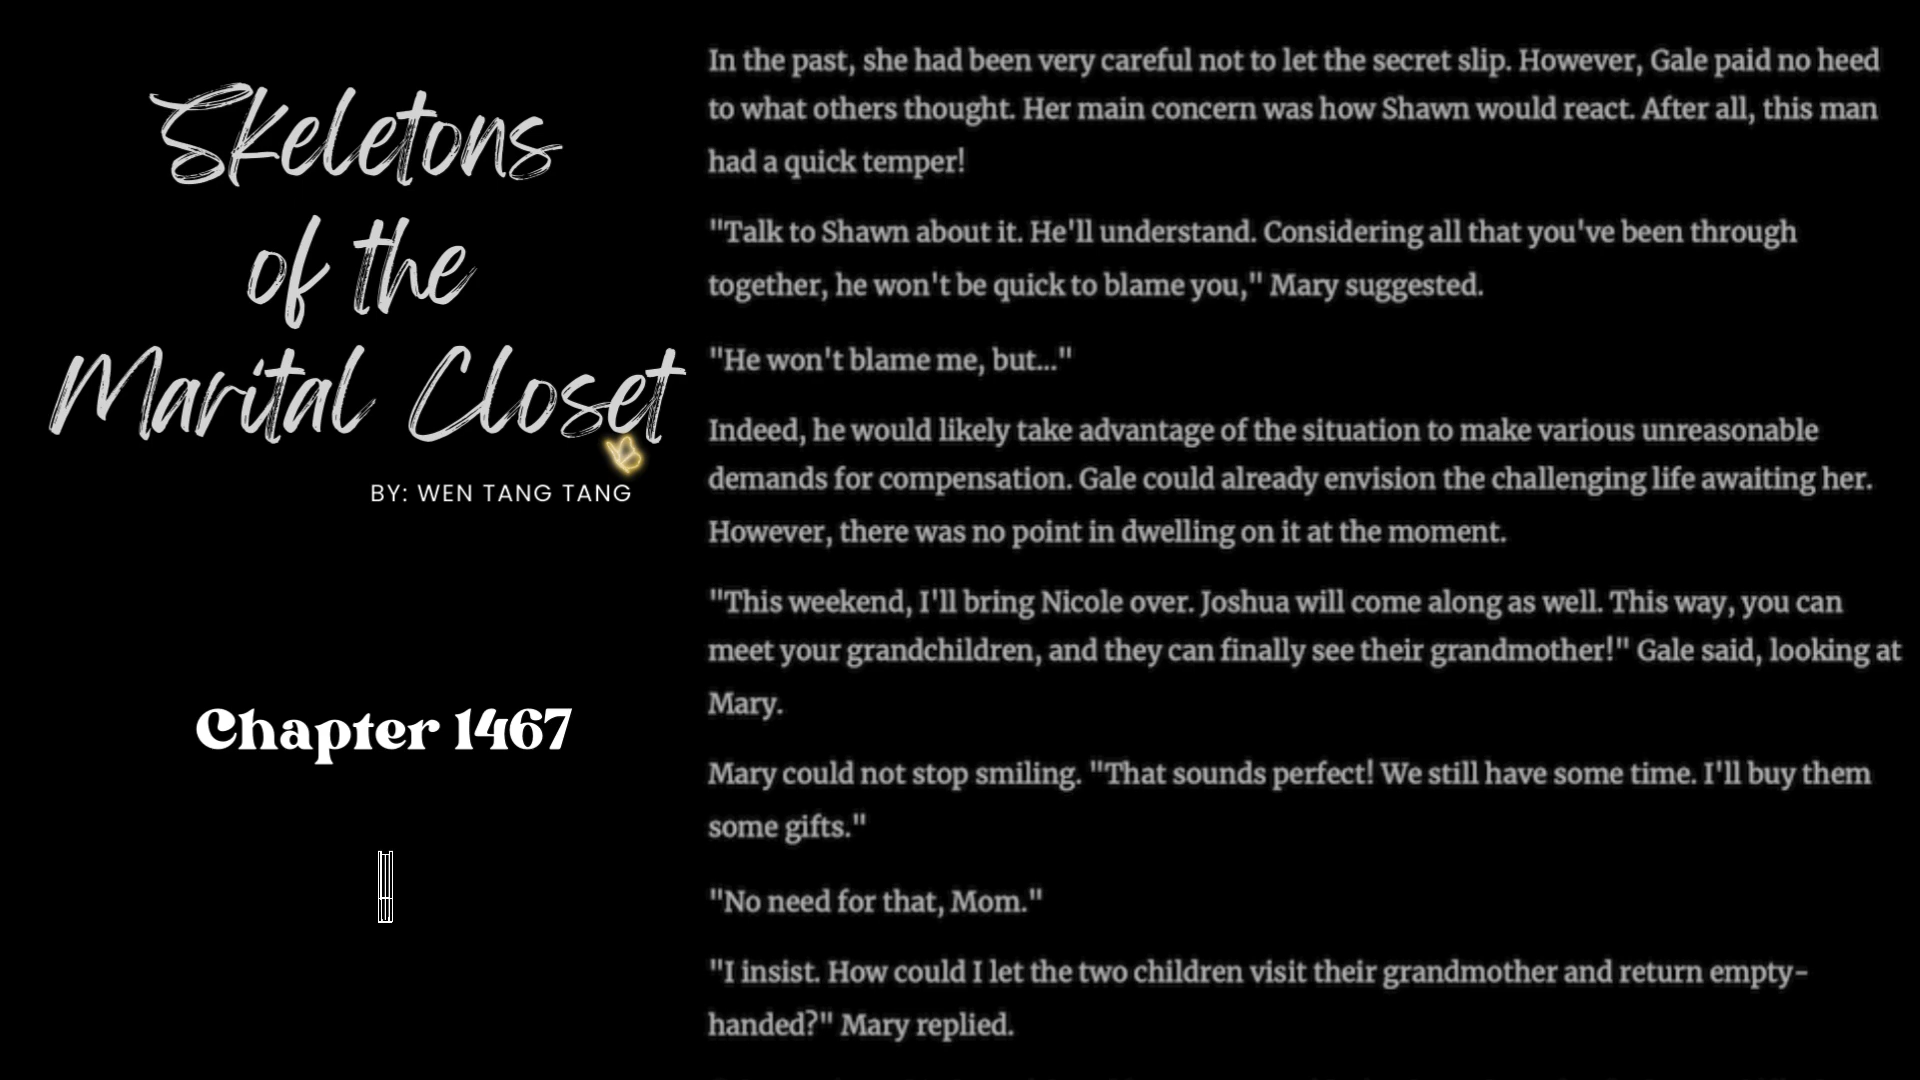 Skeletons
of the
Marital Closet
BY: WEN TANG TANG
Chapter 1467
In the past, she had been very careful not to let the secret slip. However, Gale paid no heed
to what others thought. Her main concern was how Shawn would react. After all, this man
had a quick temper!
"Talk to Shawn about it. He'll understand. Considering all that you've been through
together, he won't be quick to blame you," Mary suggested.
"He won't blame me, but..."
Indeed, he would likely take advantage of the situation to make various unreasonable
demands for compensation. Gale could already envision the challenging life awaiting her.
However, there was no point in dwelling on it at the moment.
"This weekend, I'll bring Nicole over. Joshua will come along as well. This way, you can
meet your grandchildren, and they can finally see their grandmother!" Gale said, looking at
Mary.
Mary could not stop smiling. "That sounds perfect! We still have some time. I'll buy them
some gifts."
"No need for that, Mom."
"I insist. How could I let the two children visit their grandmother and return empty-
handed?" Mary replied.